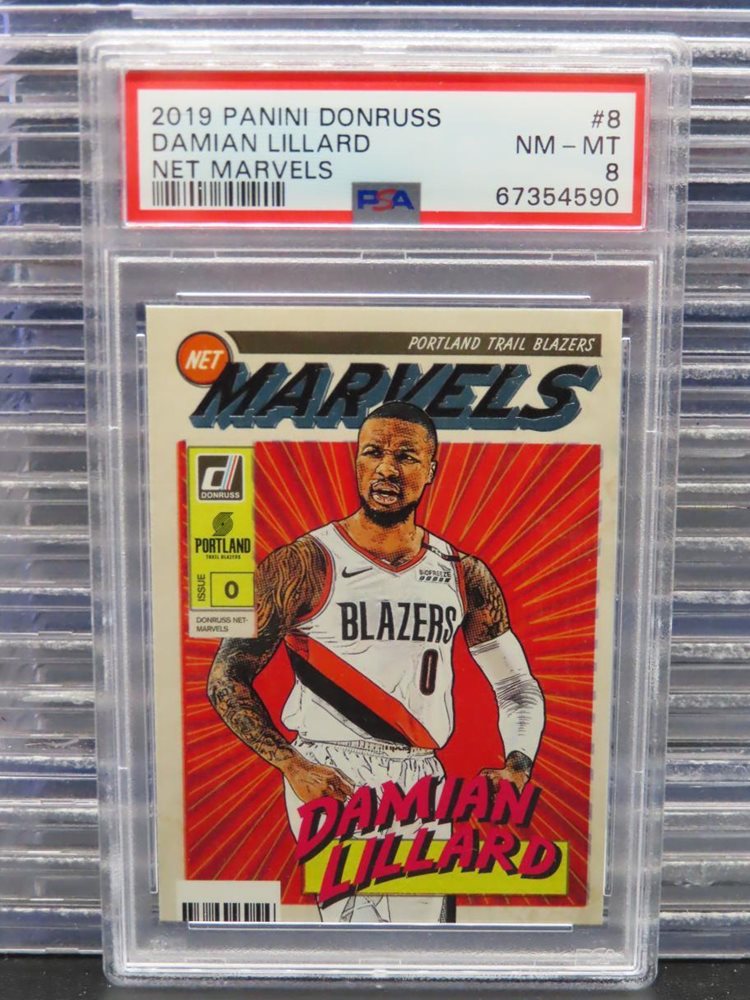 2019 PANINI DONRUSS #8
DAMIAN LILLARD NM - MT
NET MARVELS 8
PSA 67354590
PORTLAND TRAIL BLAZERS
NET
MARVELS
DONRUSS
PORTLAND
TRAIL BLAZERS
ISSUE 0
DONRUSS NET-
MARVELS
BIOFREEZE
BLAZERS
0
DAMIAN
LILLARD